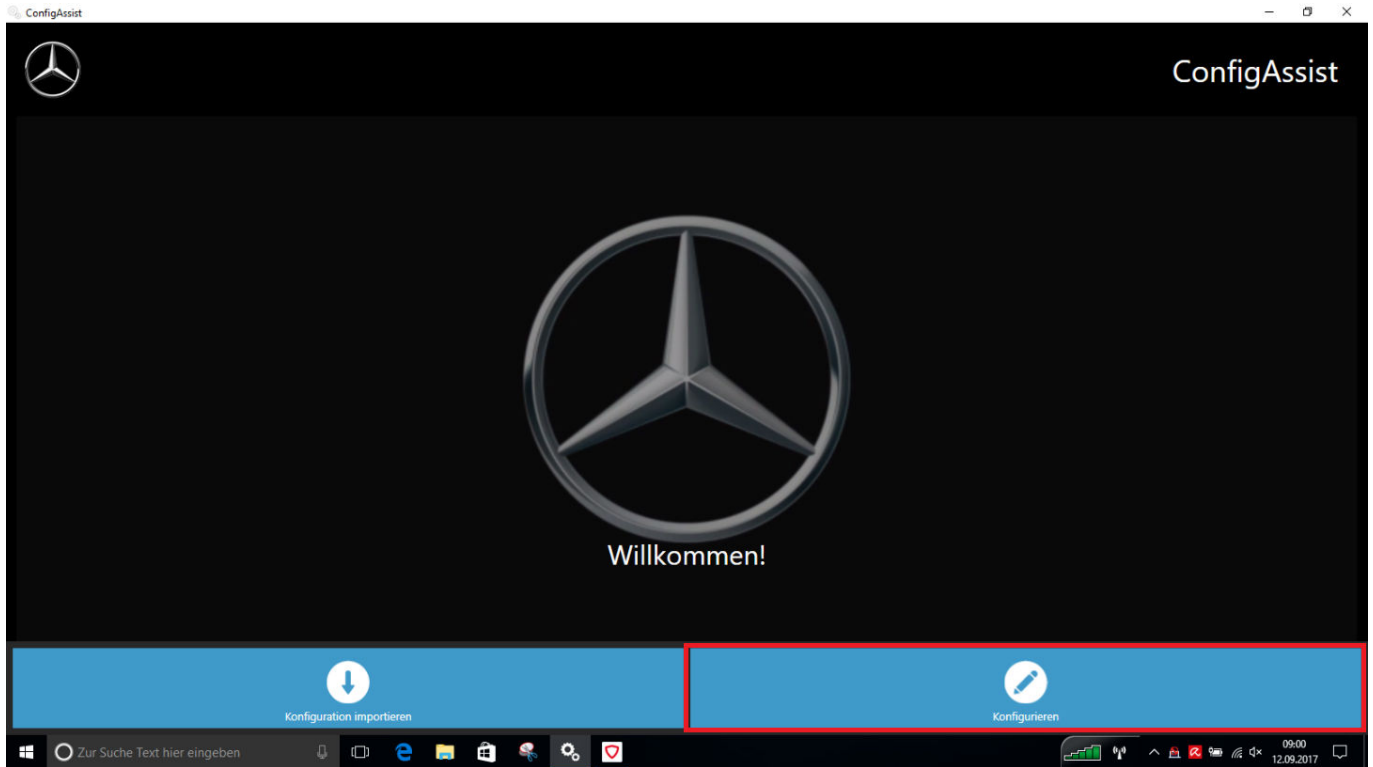 ConfigAssist
ConfigAssist
Willkommen!
Konfiguration importieren
Konfigurieren
Zur Suche Text hier eingeben
09:00
12.09.2017